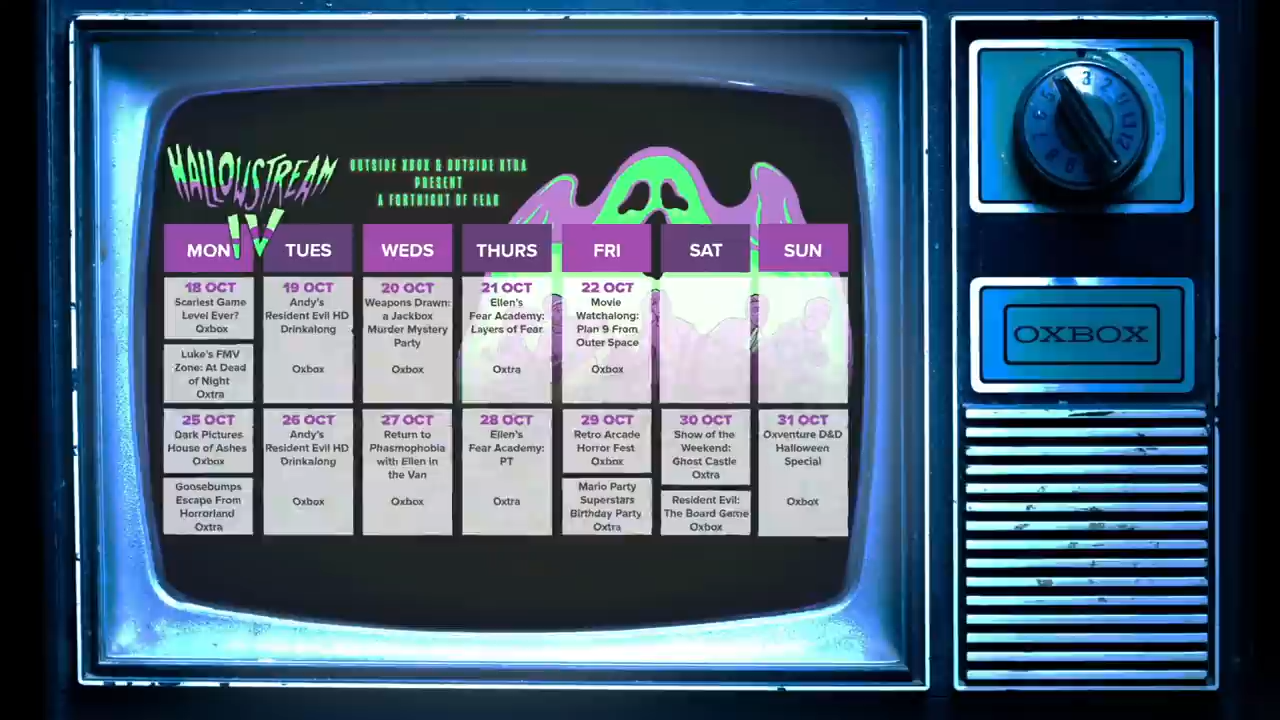 HALLOWSTREAM
IV
OUTSIDE XBOX & OUTSIDE XTRA
PRESENT
A FORTNIGHT OF FEAR
MON
TUES
WEDS
THURS
FRI
SAT
SUN
18 OCT
Scariest Game
Level Ever?
Oxbox
Luke's FMV
Zone: At Dead
of Night
Oxtra
19 OCT
Andy's
Resident Evil HD
Drinkalong
Oxbox
20 OCT
Weapons Drawn:
a Jackbox
Murder Mystery
Party
Oxbox
21 OCT
Ellen's
Fear Academy:
Layers of Fear
Oxtra
22 OCT
Movie
Watchalong:
Plan 9 From
Outer Space
Oxbox
25 OCT
Dark Pictures
House of Ashes
Oxbox
Goosebumps
Escape From
Horrorland
Oxtra
26 OCT
Andy's
Resident Evil HD
Drinkalong
Oxbox
27 OCT
Return to
Phasmophobia
with Ellen in
the Van
Oxbox
28 OCT
Ellen's
Fear Academy:
PT
Oxtra
29 OCT
Retro Arcade
Horror Fest
Oxbox
Mario Party
Superstars
Birthday Party
Oxtra
30 OCT
Show of the
Weekend:
Ghost Castle
Oxtra
Resident Evil:
The Board Game
Oxbox
31 OCT
Oxventure D&D
Halloween
Special
Oxbox
OXBOX